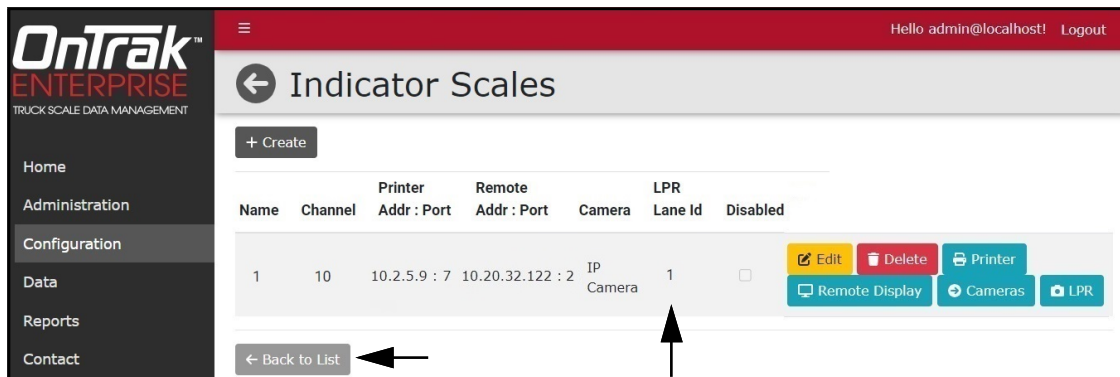 OnTrak™
ENTERPRISE
TRUCK SCALE DATA MANAGEMENT
Home
Administration
Configuration
Data
Reports
Contact
Hello admin@localhost! Logout
Indicator Scales
+ Create
Name Channel Printer Addr : Port Remote Addr : Port Camera LPR Lane Id Disabled
1 10 10.2.5.9 : 7 10.20.32.122 : 2 IP Camera 1
Edit Delete Printer
Remote Display Cameras LPR
← Back to List